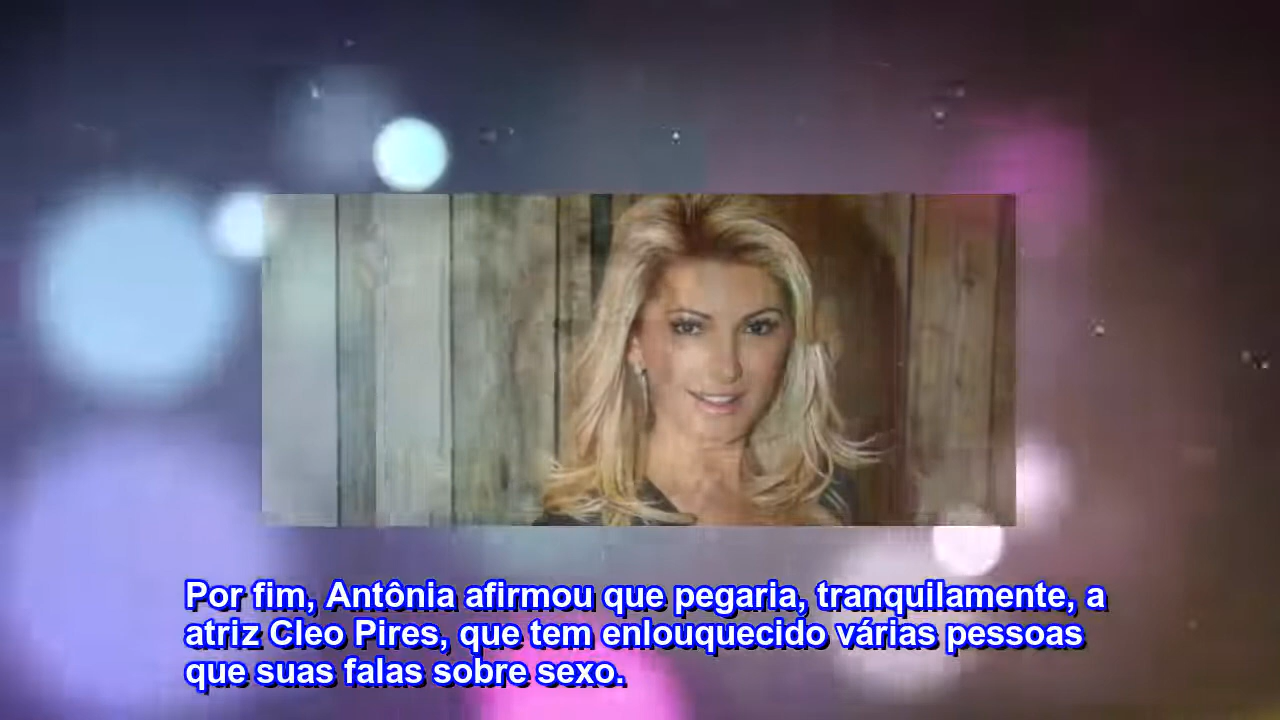 Por fim, Antônia afirmou que pegaria, tranquilamente, a
atriz Cleo Pires, que tem enlouquecido várias pessoas
que suas falas sobre sexo.